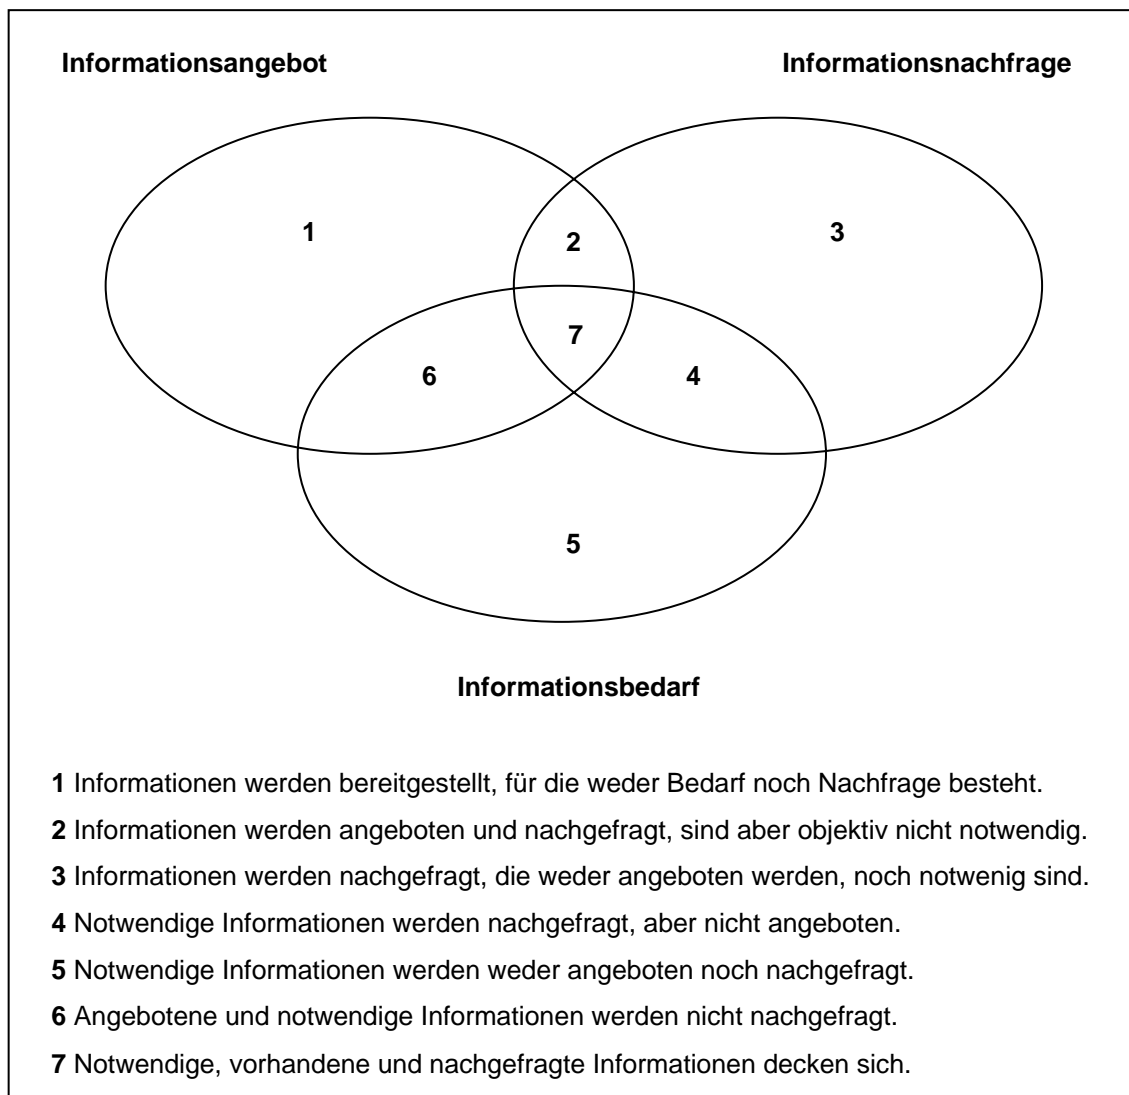 Informationsangebot
Informationsnachfrage
1
2
3
7
6
4
5
Informationsbedarf
1 Informationen werden bereitgestellt, für die weder Bedarf noch Nachfrage besteht.
2 Informationen werden angeboten und nachgefragt, sind aber objektiv nicht notwendig.
3 Informationen werden nachgefragt, die weder angeboten werden, noch notwenig sind.
4 Notwendige Informationen werden nachgefragt, aber nicht angeboten.
5 Notwendige Informationen werden weder angeboten noch nachgefragt.
6 Angebotene und notwendige Informationen werden nicht nachgefragt.
7 Notwendige, vorhandene und nachgefragte Informationen decken sich.